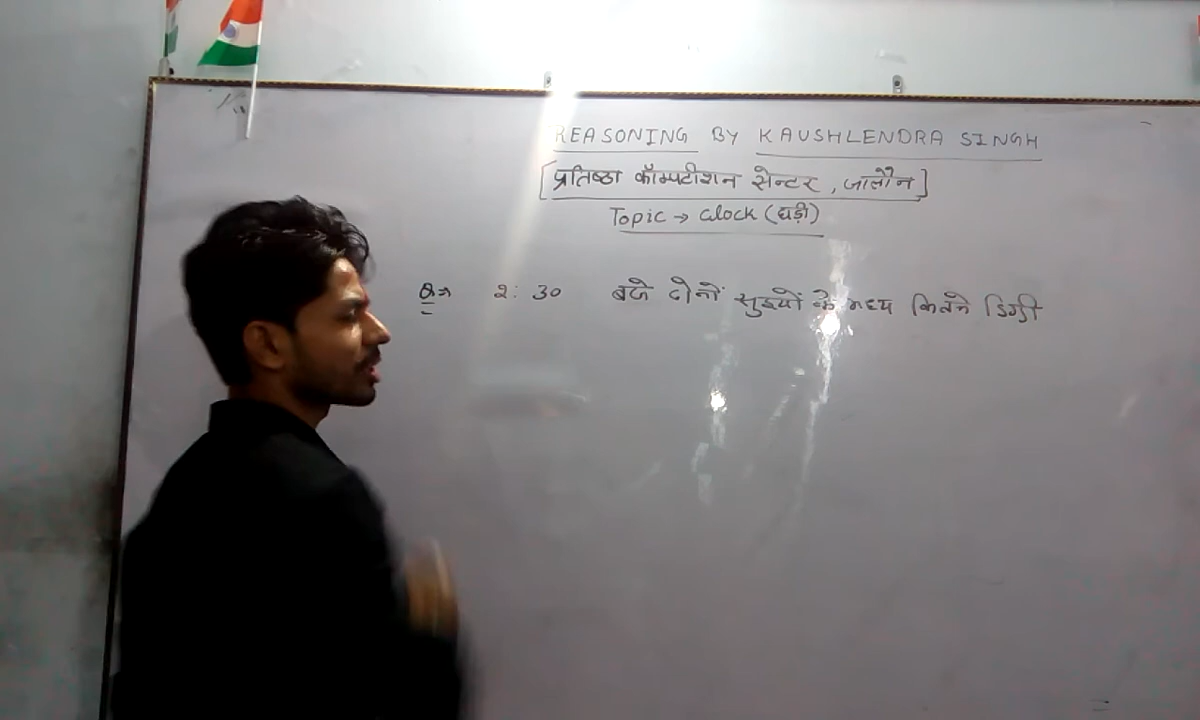 REASONING BY KAUSHLENDRA SINGH
[प्रतिष्ठा कॉम्पटीशन सेन्टर, जालौन]
Topic → Clock (घड़ी)
Q⇒ 2:30 बजे दोनों सुइयों के मध्य कितने डिग्री